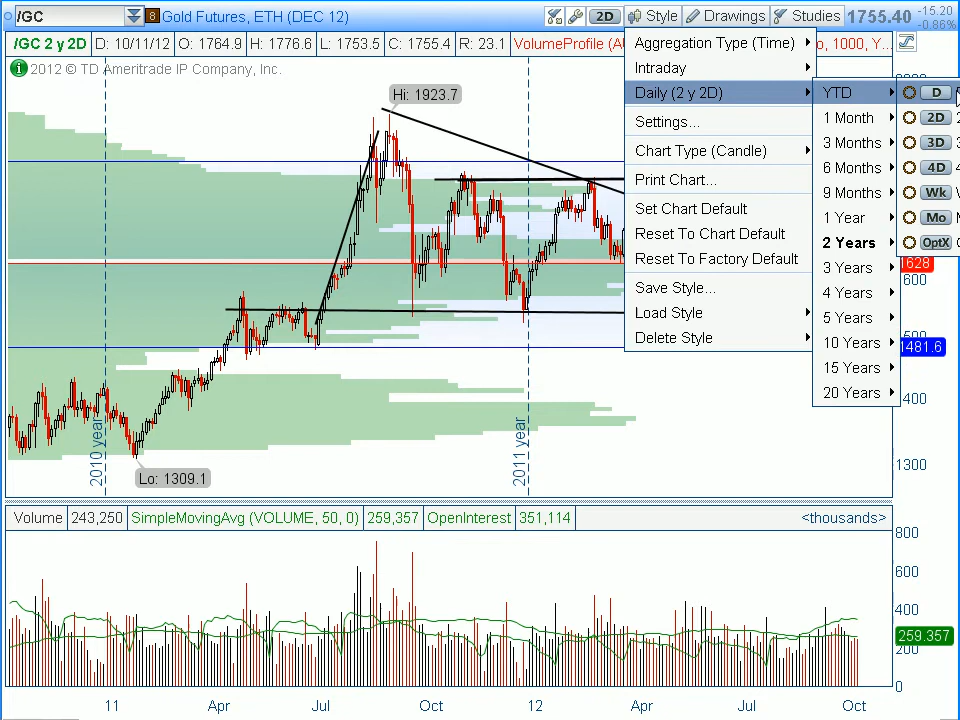 /GC 8 Gold Futures, ETH (DEC 12) 2D Style Drawings Studies 1755.40 -15.20 -0.86%
/GC 2 y 2D D: 10/11/12 O: 1764.9 H: 1776.6 L: 1753.5 C: 1755.4 R: 23.1 VolumeProfile (AU o, 1000, Y...
2012 © TD Ameritrade IP Company, Inc.
Hi: 1923.7
Lo: 1309.1
2010 year
2011 year
Aggregation Type (Time)
Intraday
Daily (2 y 2D)
Settings...
Chart Type (Candle)
Print Chart...
Set Chart Default
Reset To Chart Default
Reset To Factory Default
Save Style...
Load Style
Delete Style
YTD
1 Month
3 Months
6 Months
9 Months
1 Year
2 Years
3 Years
4 Years
5 Years
10 Years
15 Years
20 Years
D
2D 2
3D 3
4D 4
Wk
Mo
OptX
1628
1481.6
400
1300
Volume 243,250 SimpleMovingAvg (VOLUME, 50, 0) 259,357 OpenInterest 351,114 <thousands>
800
600
400
259.357
200
0
11 Apr Jul Oct 12 Apr Jul Oct